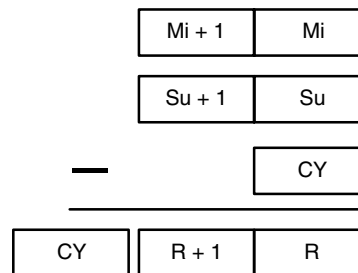 Mi + 1 Mi
Su + 1 Su
— CY
CY R + 1 R